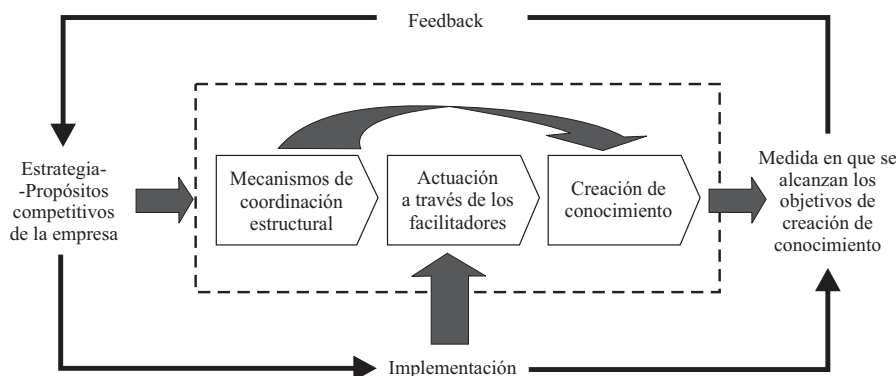 Feedback
Estrategia-
-Propósitos
competitivos
de la empresa
Mecanismos de
coordinación
estructural
Actuación
a través de los
facilitadores
Creación de
conocimiento
Medida en que se
alcanzan los
objetivos de
creación de
conocimiento
Implementación